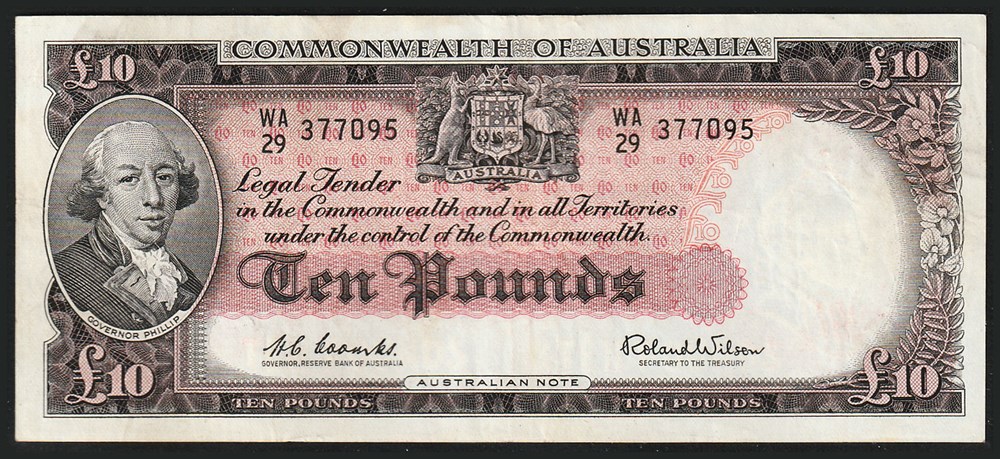 COMMONWEALTH OF AUSTRALIA
£10 £10
WA 377095 WA 377095
29 29
AUSTRALIA
Legal Tender
in the Commonwealth and in all Territories
under the control of the Commonwealth.
Ten Pounds
GOVERNOR PHILLIP
H.C. Coombs. Roland Wilson
GOVERNOR, RESERVE BANK OF AUSTRALIA SECRETARY TO THE TREASURY
£10 AUSTRALIAN NOTE £10
TEN POUNDS TEN POUNDS